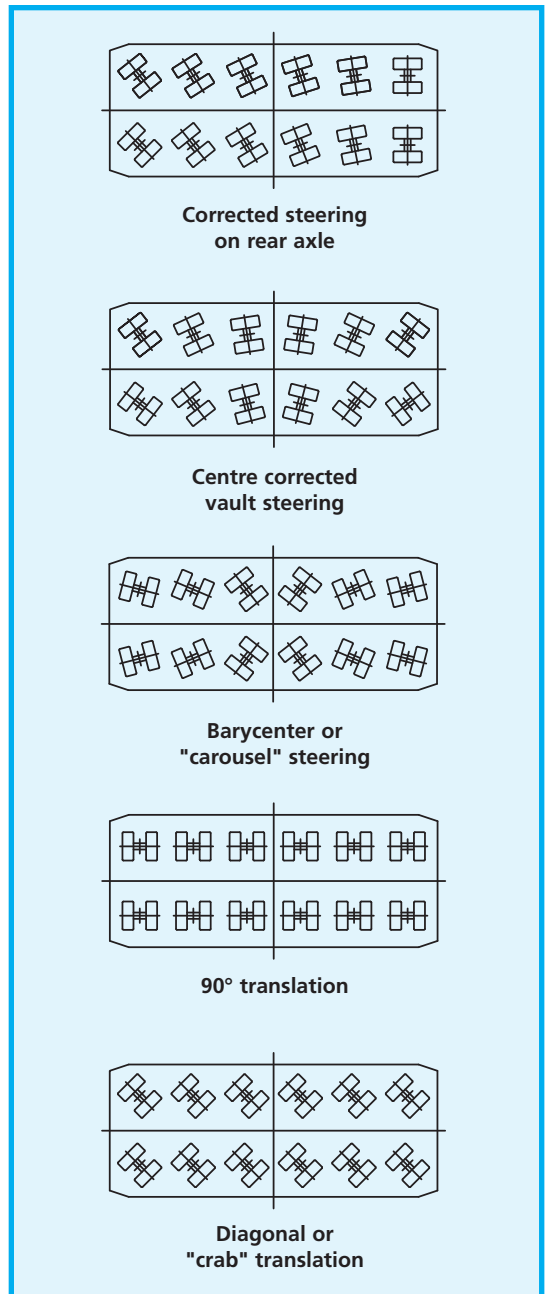 Corrected steering
on rear axle
Centre corrected
vault steering
Barycenter or
"carousel" steering
90° translation
Diagonal or
"crab" translation